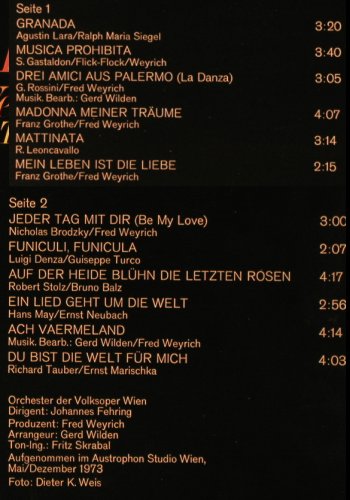 Seite 1
GRANADA 3:20
Agustin Lara/Ralph Maria Siegel
MUSICA PROHIBITA 3:40
S. Gastaldon/Flick-Flock/Weyrich
DREI AMICI AUS PALERMO (La Danza) 3:05
G. Rossini/Fred Weyrich
Musik. Bearb.: Gerd Wilden
MADONNA MEINER TRÄUME 4:07
Franz Grothe/Fred Weyrich
MATTINATA 3:14
R. Leoncavallo
MEIN LEBEN IST DIE LIEBE 2:15
Franz Grothe/Fred Weyrich
Seite 2
JEDER TAG MIT DIR (Be My Love) 3:00
Nicholas Brodzky/Fred Weyrich
FUNICULI, FUNICULA 2:07
Luigi Denza/Guiseppe Turco
AUF DER HEIDE BLÜHN DIE LETZTEN ROSEN 4:17
Robert Stolz/Bruno Balz
EIN LIED GEHT UM DIE WELT 2:56
Hans May/Ernst Neubach
ACH VAERMELAND 4:14
Musik. Bearb.: Gerd Wilden/Fred Weyrich
DU BIST DIE WELT FÜR MICH 4:03
Richard Tauber/Ernst Marischka
Orchester der Volksoper Wien
Dirigent: Johannes Fehring
Produzent: Fred Weyrich
Arrangeur: Gerd Wilden
Ton-Ing.: Fritz Skrabal
Aufgenommen im Austrophon Studio Wien,
Mai/Dezember 1973
Foto: Dieter K. Weis